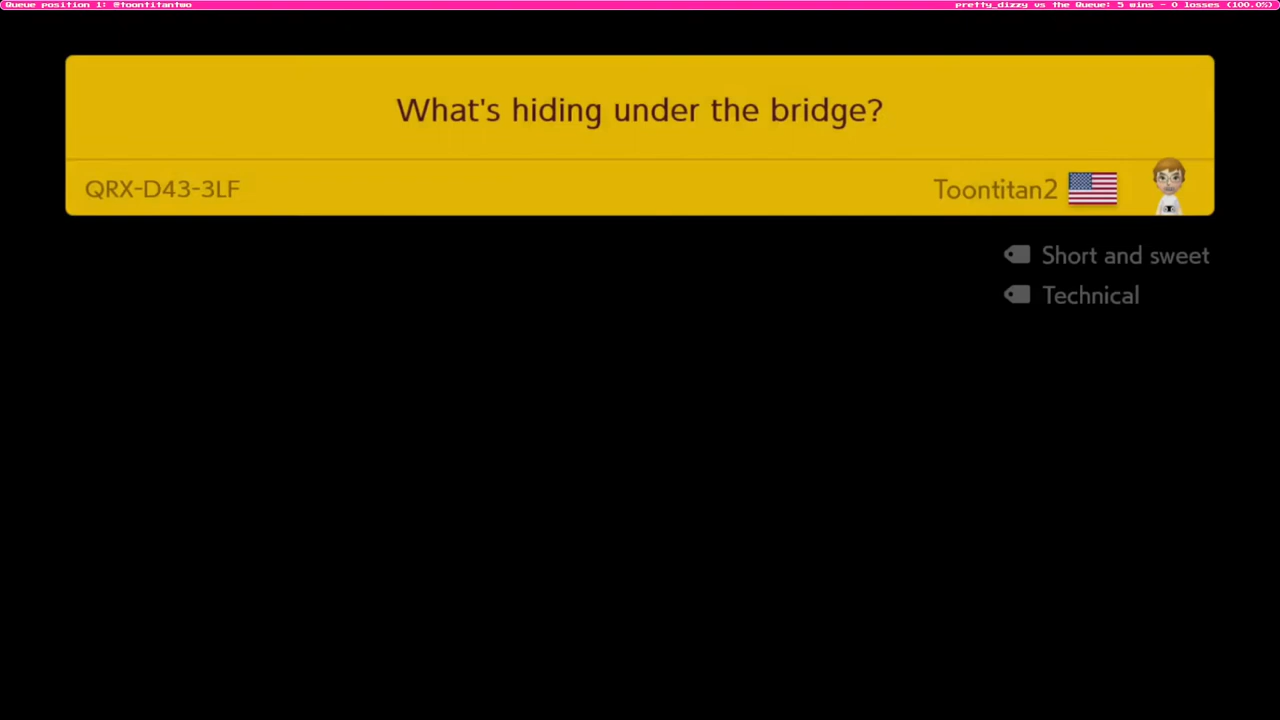 Queue position 1: @toontitantwo
pretty_dizzy vs the Queue: 5 wins - 0 losses (100.0%)
What's hiding under the bridge?
QRX-D43-3LF
Toontitan2
Short and sweet
Technical